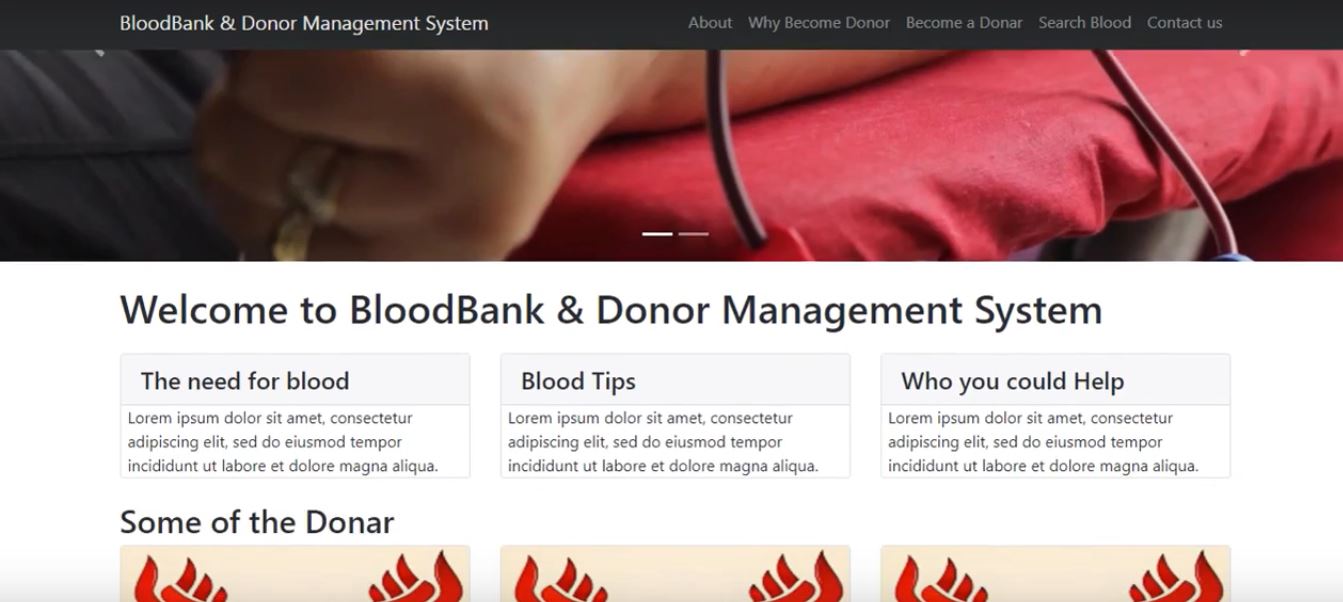 BloodBank & Donor Management System
About Why Become Donor Become a Donar Search Blood Contact us
Welcome to BloodBank & Donor Management System
The need for blood
Lorem ipsum dolor sit amet, consectetur
adipiscing elit, sed do eiusmod tempor
incididunt ut labore et dolore magna aliqua.
Blood Tips
Lorem ipsum dolor sit amet, consectetur
adipiscing elit, sed do eiusmod tempor
incididunt ut labore et dolore magna aliqua.
Who you could Help
Lorem ipsum dolor sit amet, consectetur
adipiscing elit, sed do eiusmod tempor
incididunt ut labore et dolore magna aliqua.
Some of the Donar